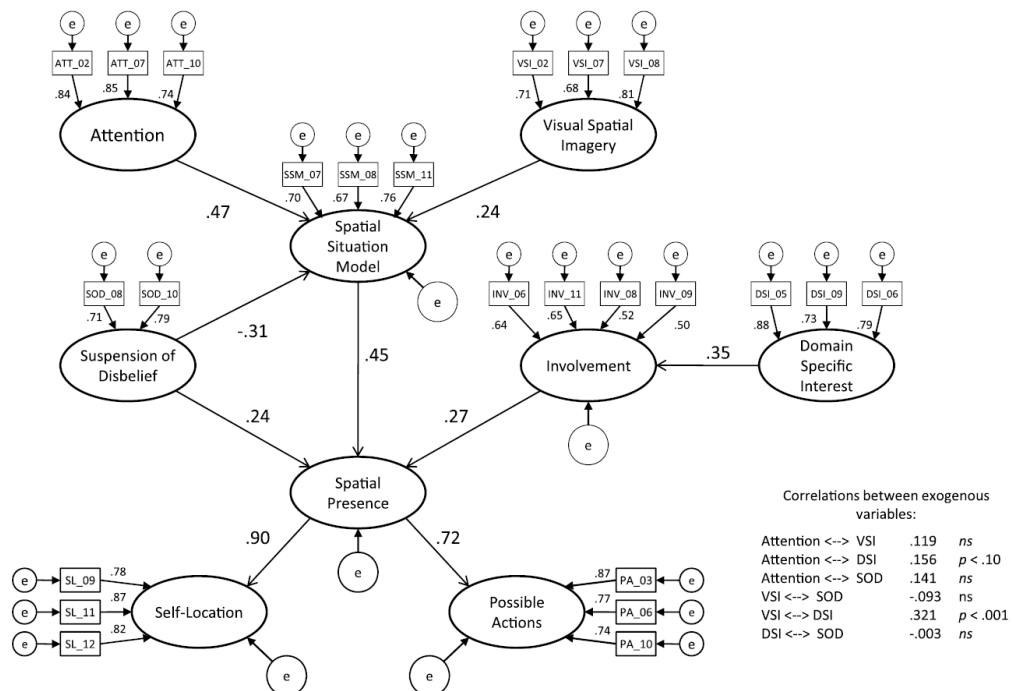 e e e
ATT_02 ATT_07 ATT_10
.84 .85 .74
Attention
e e e
VSI_02 VSI_07 VSI_08
.71 .68 .81
Visual Spatial
Imagery
e e e
SSM_07 SSM_08 SSM_11
.70 .67 .76
Spatial
Situation
Model
e
.47
.24
e e
SOD_08 SOD_10
.71 .79
Suspension of
Disbelief
-.31
.24
.45
e e e e
INV_06 INV_11 INV_08 INV_09
.64 .65 .52 .50
Involvement
e
.27
.35
e e e
DSI_05 DSI_09 DSI_06
.88 .73 .79
Domain
Specific
Interest
Spatial
Presence
e
.90
.72
e SL_09 .78
e SL_11 .87
e SL_12 .82
Self-Location
e
Possible
Actions
e
.87 PA_03 e
.77 PA_06 e
.74 PA_10 e
Correlations between exogenous
variables:
Attention <--> VSI .119 ns
Attention <--> DSI .156 p < .10
Attention <--> SOD .141 ns
VSI <--> SOD -.093 ns
VSI <--> DSI .321 p < .001
DSI <--> SOD -.003 ns